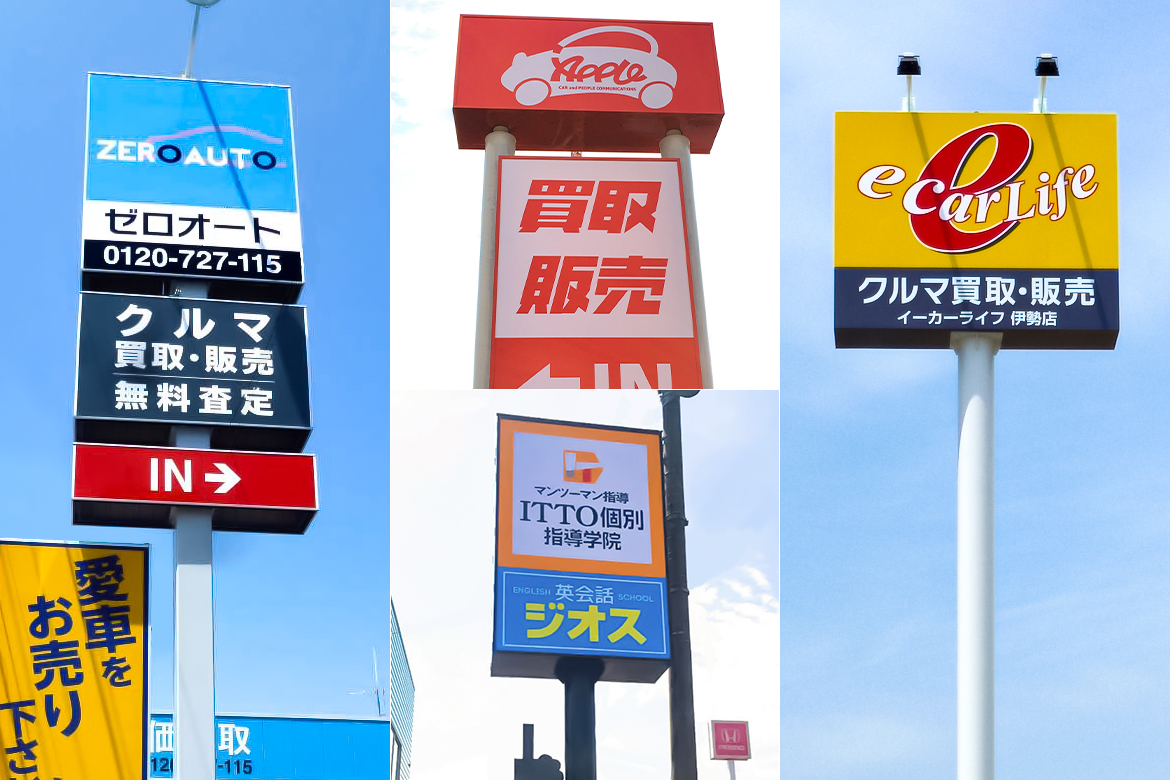 ZEROAUTO
ゼロオート
0120-727-115
クルマ
買取・販売
無料査定
IN→
愛車を
お売り
下さ
価 取
120 -115
Apple
CAR and PEOPLE COMMUNICATIONS
買取
販売
←IN
マンツーマン指導
ITTO個別
指導学院
ENGLISH 英会話 SCHOOL
ジオス
e carLife
クルマ買取・販売
イーカーライフ 伊勢店